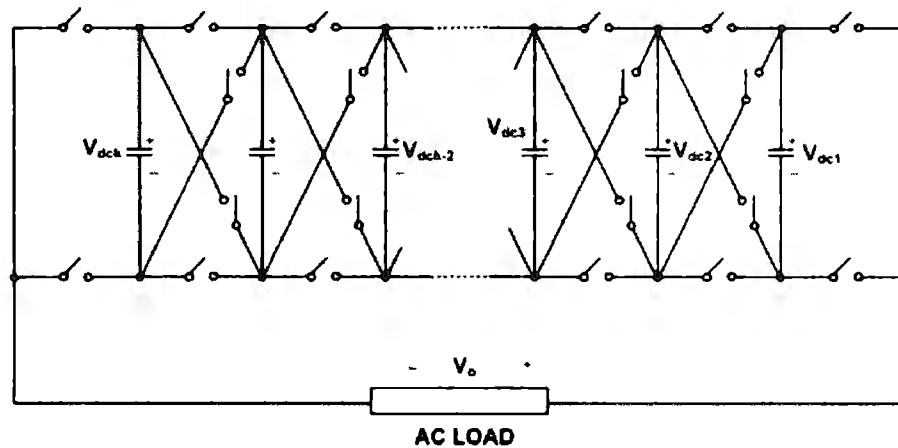 Vdck
Vdck-2
Vdc3
Vdc2
Vdc1
+ + + + + +
- - - - - -
- Vo +
AC LOAD